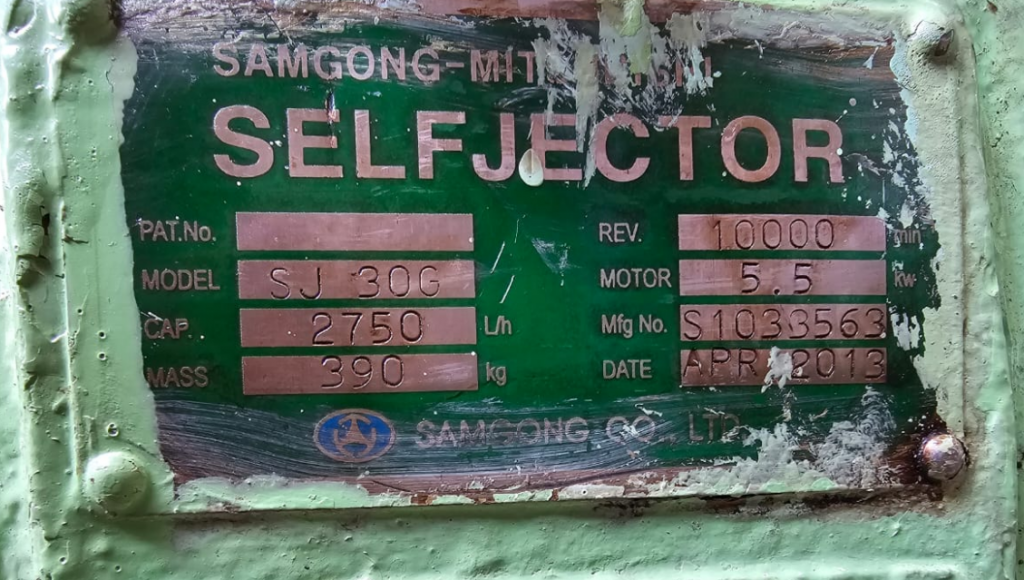 SAMGONG-MITSUBISHI
SELFJECTOR
PAT.No.
MODEL SJ 30G
CAP. 2750 L/h
MASS 390 kg
REV. 10000 min
MOTOR 5.5 kw
Mfg No. S1033563
DATE APR. 2013
SAMGONG CO., LTD